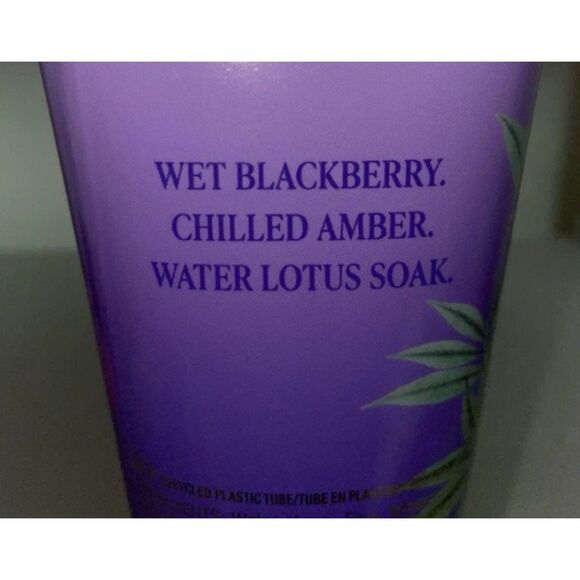 WET BLACKBERRY.
CHILLED AMBER.
WATER LOTUS SOAK.
PLASTIC TUBE/TUBE EN